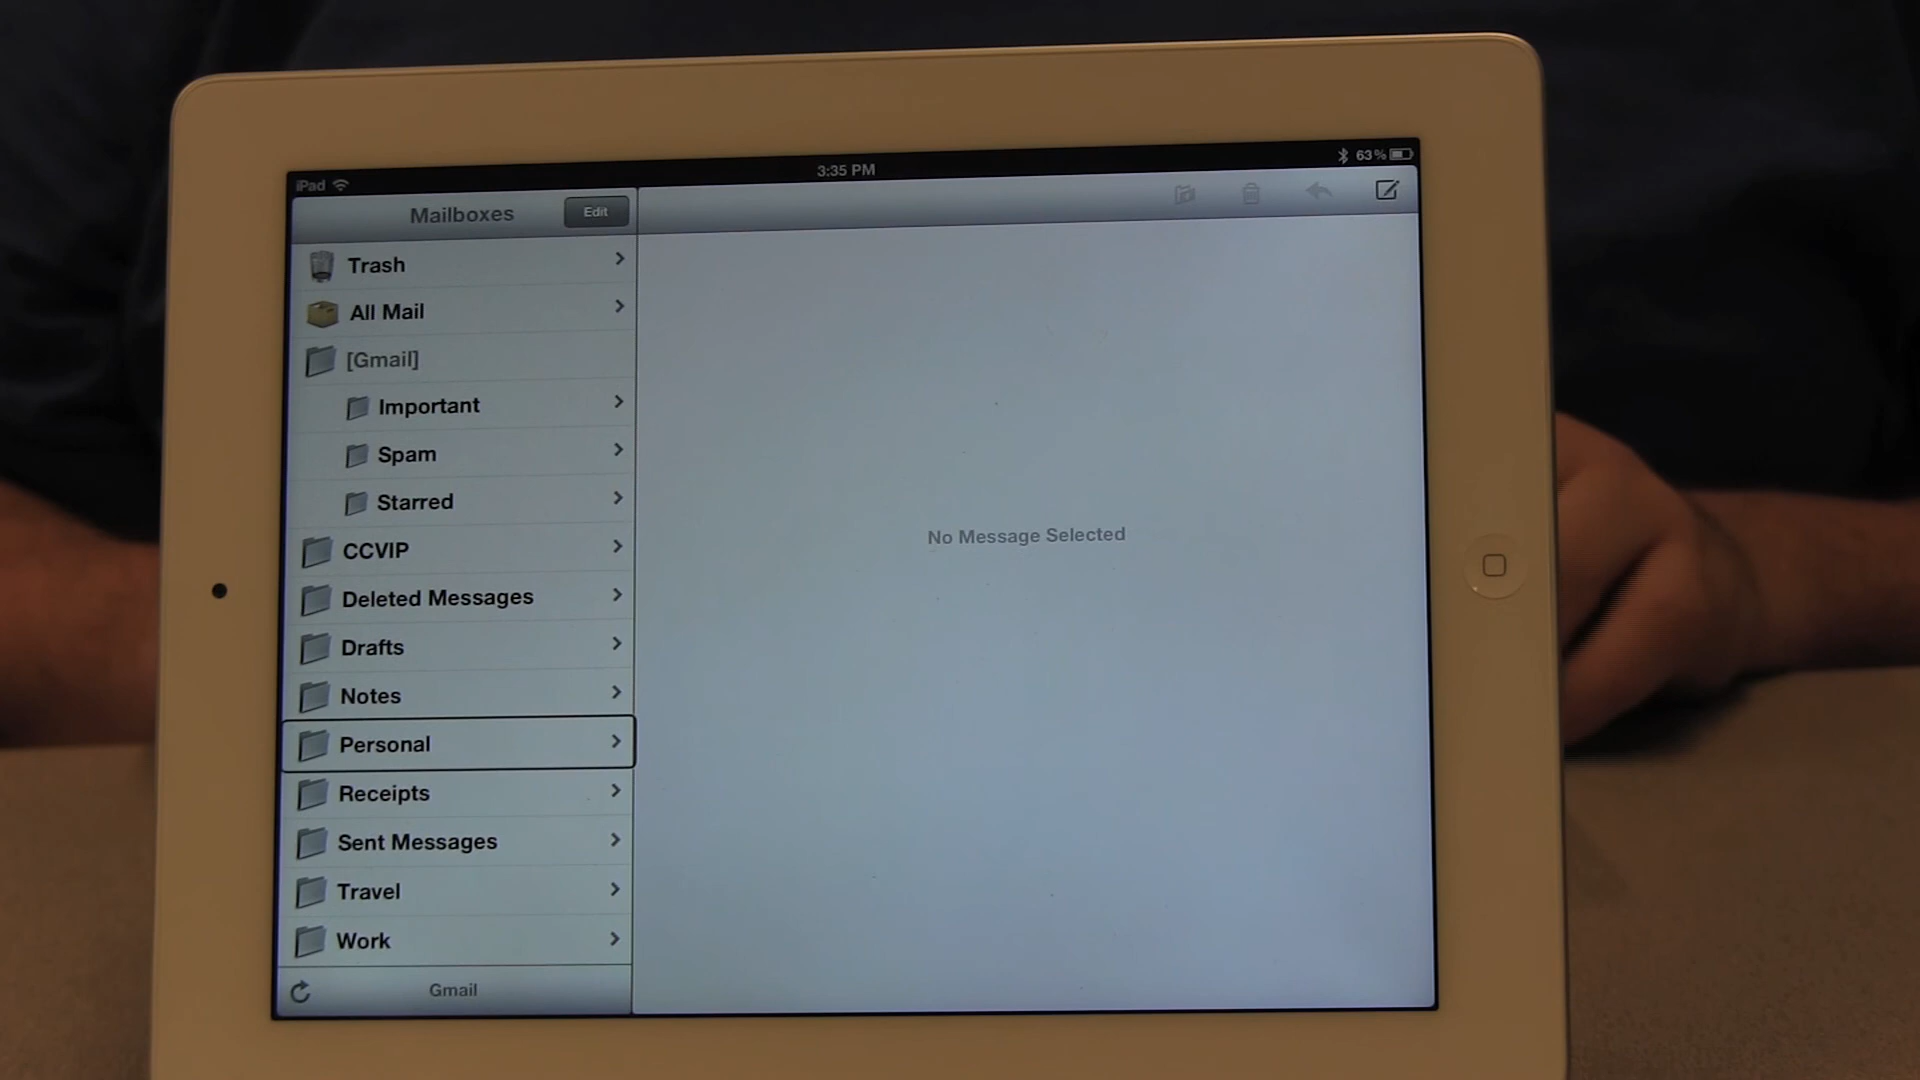 iPad
3:35 PM
63%
Mailboxes
Edit
Trash
All Mail
[Gmail]
Important
Spam
Starred
CCVIP
Deleted Messages
Drafts
Notes
Personal
Receipts
Sent Messages
Travel
Work
Gmail
No Message Selected